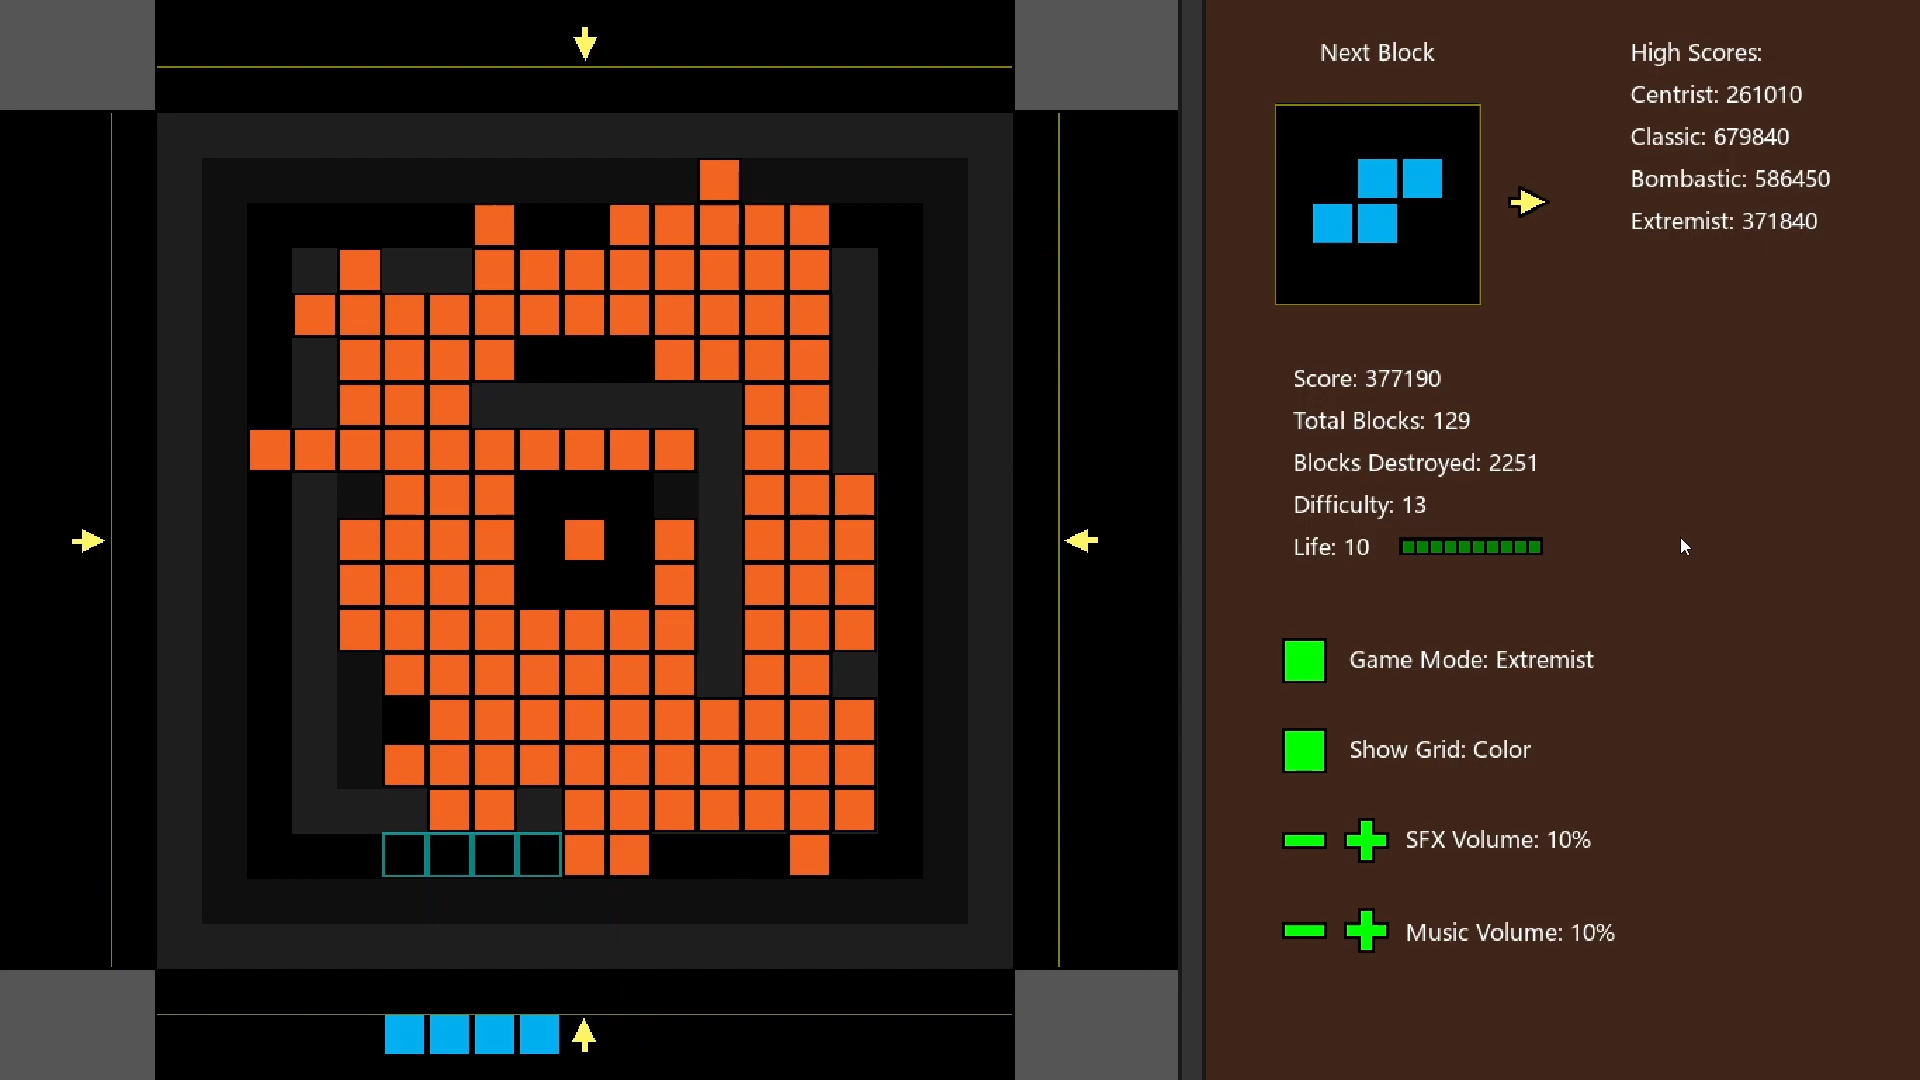 Next Block
High Scores:
Centrist: 261010
Classic: 679840
Bombastic: 586450
Extremist: 371840
Score: 377190
Total Blocks: 129
Blocks Destroyed: 2251
Difficulty: 13
Life: 10
Game Mode: Extremist
Show Grid: Color
SFX Volume: 10%
Music Volume: 10%